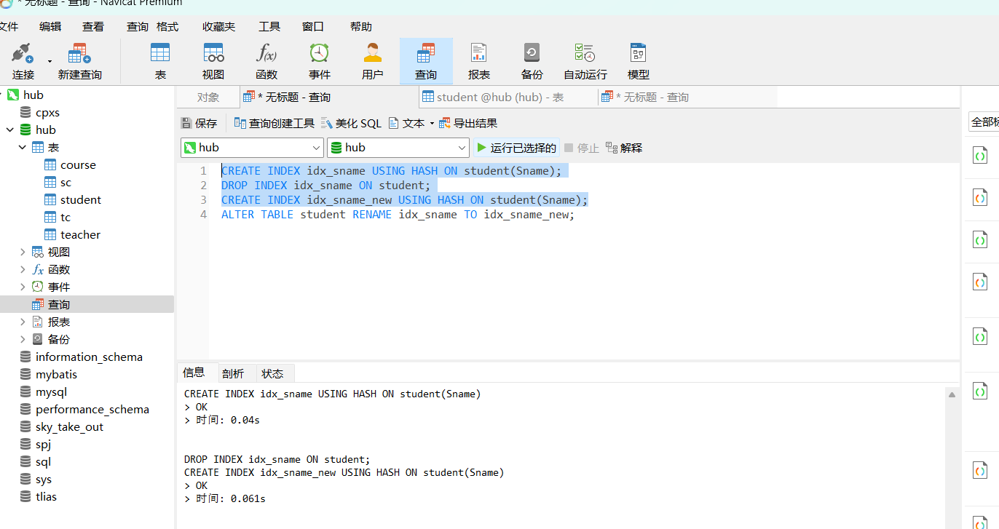 * 无标题 - 查询 - Navicat Premium
文件 编辑 查看 查询 格式 收藏夹 工具 窗口 帮助
连接 新建查询 表 视图 函数 事件 用户 查询 报表 备份 自动运行 模型
hub
cpxs
hub
表
course
sc
student
tc
teacher
视图
函数
事件
查询
报表
备份
information_schema
mybatis
mysql
performance_schema
sky_take_out
spj
sql
sys
tlias
对象 * 无标题 - 查询 student @hub (hub) - 表 * 无标题 - 查询
保存 查询创建工具 美化 SQL 文本 导出结果
hub hub 运行已选择的 停止 解释
1 CREATE INDEX idx_sname USING HASH ON student(Sname);
2 DROP INDEX idx_sname ON student;
3 CREATE INDEX idx_sname_new USING HASH ON student(Sname);
4 ALTER TABLE student RENAME idx_sname TO idx_sname_new;
信息 剖析 状态
CREATE INDEX idx_sname USING HASH ON student(Sname)
> OK
> 时间: 0.04s
DROP INDEX idx_sname ON student;
CREATE INDEX idx_sname_new USING HASH ON student(Sname)
> OK
> 时间: 0.061s
全部标